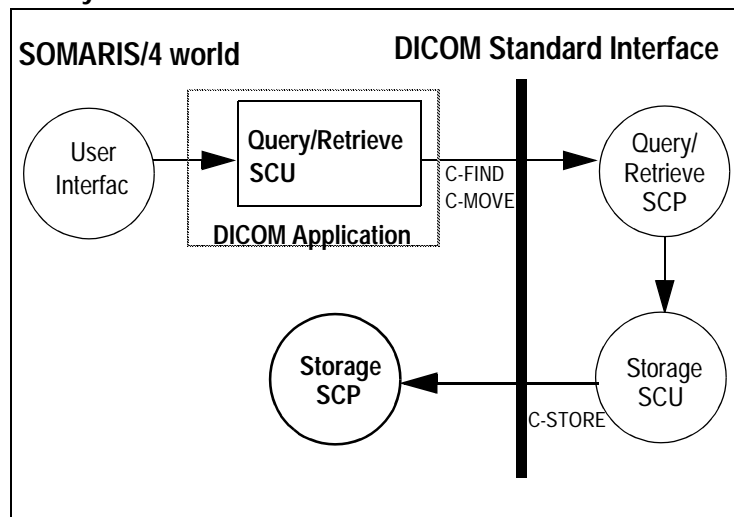 SOMARIS/4 world
DICOM Standard Interface
User
Interfac
Query/Retrieve
SCU
DICOM Application
C-FIND
C-MOVE
Query/
Retrieve
SCP
Storage
SCP
Storage
SCU
C-STORE